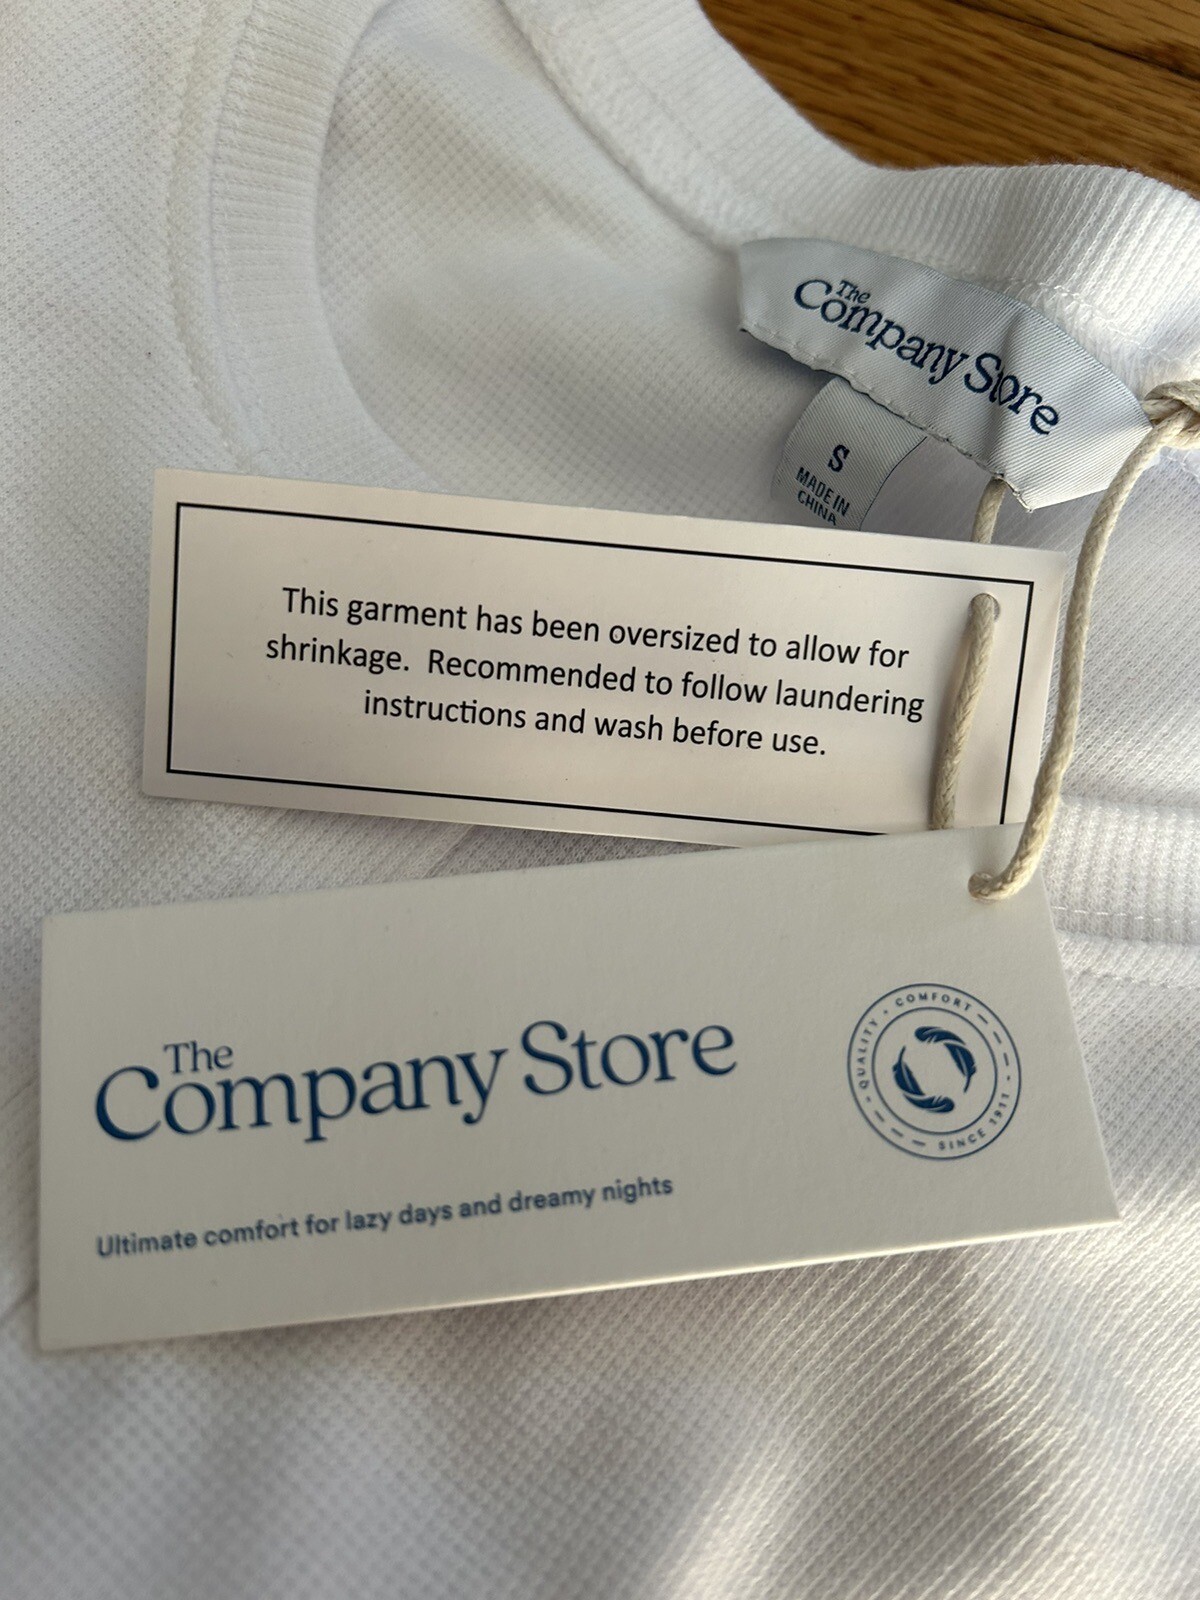 The
Company Store
S
MADE IN
CHINA
This garment has been oversized to allow for
shrinkage.  Recommended to follow laundering
instructions and wash before use.
The
Company Store
Ultimate comfort for lazy days and dreamy nights
QUALITY • COMFORT
SINCE 1911